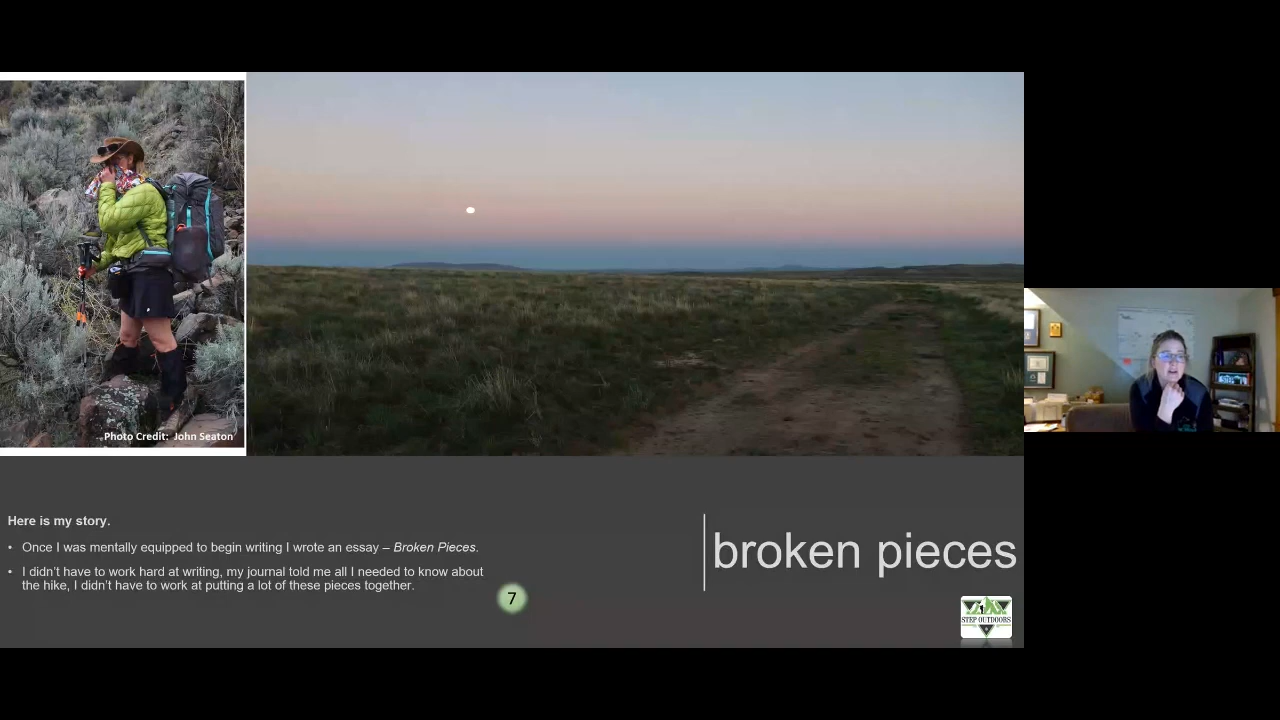 Photo Credit: John Seaton
Here is my story.
• Once I was mentally equipped to begin writing I wrote an essay – Broken Pieces.
• I didn't have to work hard at writing, my journal told me all I needed to know about
the hike, I didn't have to work at putting a lot of these pieces together.
7
broken pieces
STEP OUTDOORS